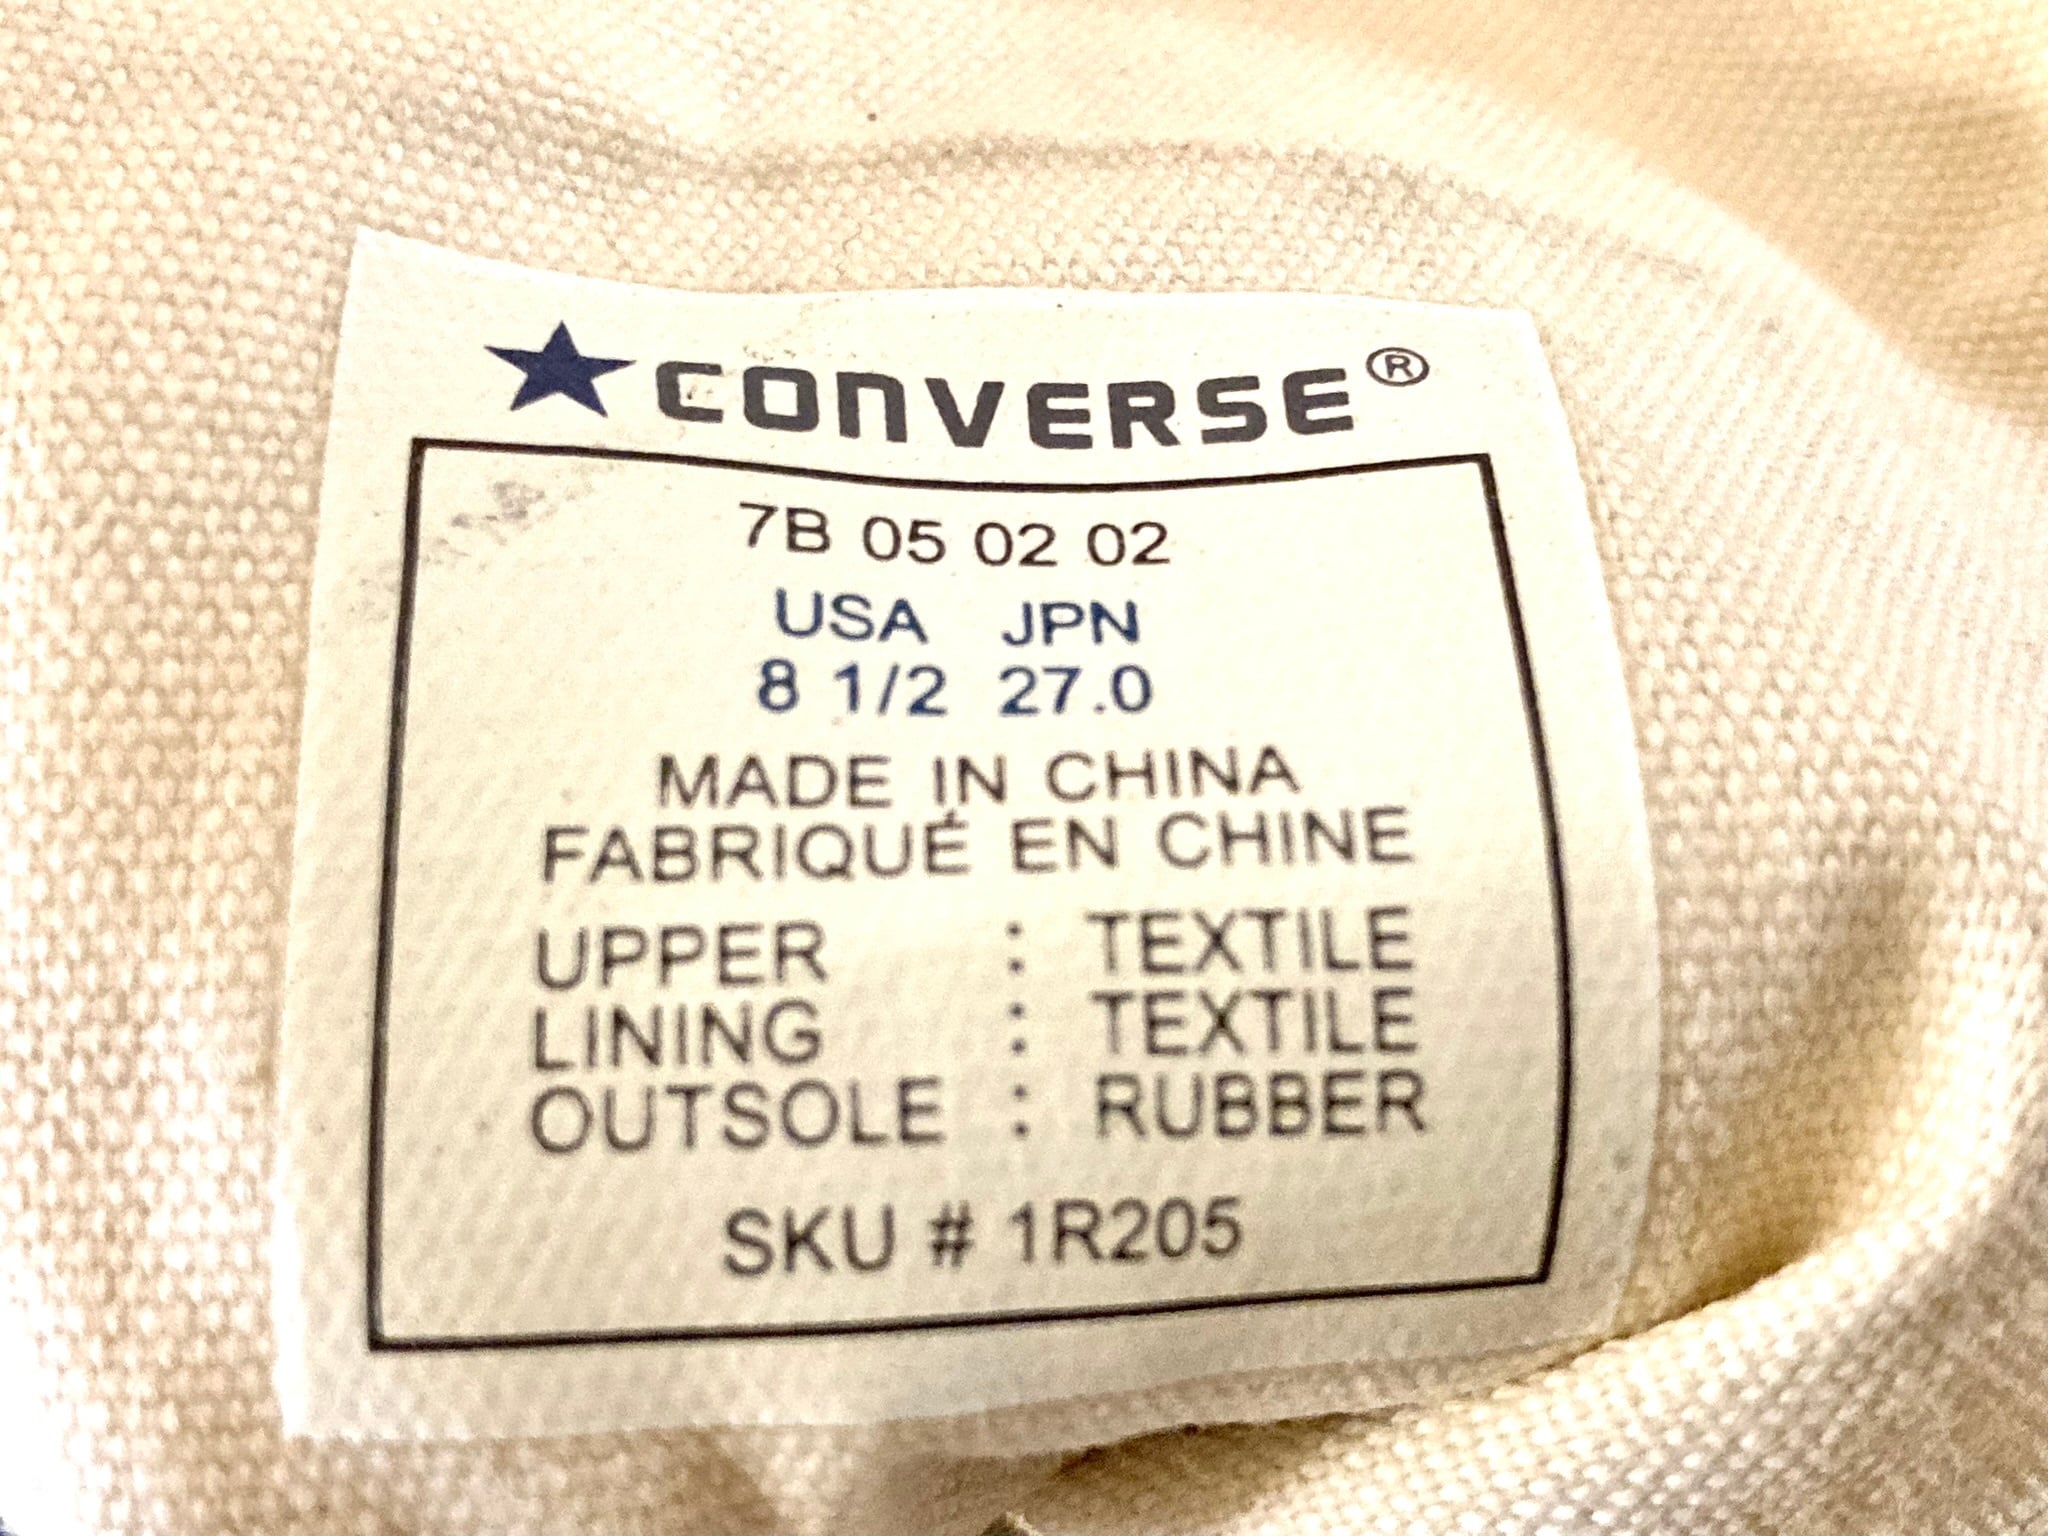 CONVERSE®
7B 05 02 02
USA JPN
8 1/2 27.0
MADE IN CHINA
FABRIQUÉ EN CHINE
UPPER : TEXTILE
LINING : TEXTILE
OUTSOLE : RUBBER
SKU # 1R205